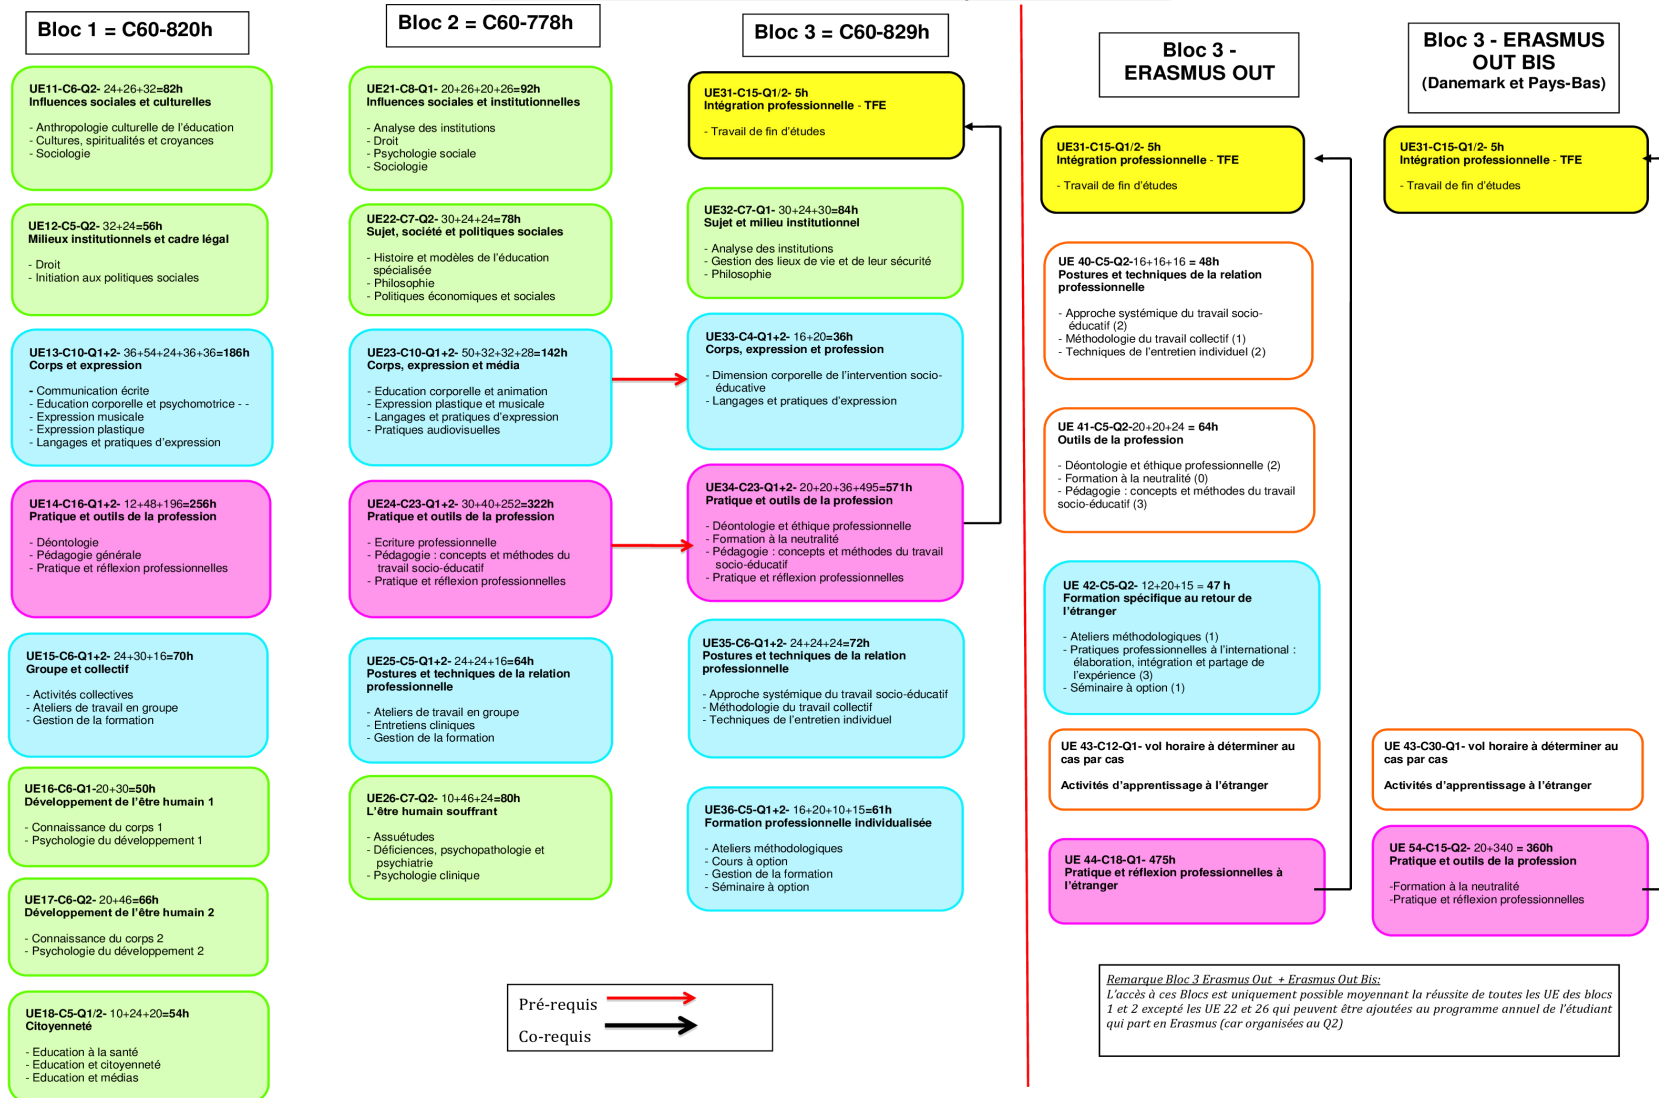 Bloc 1 = C60-820h
UE11-C6-Q2- 24+26+32=82h
Influences sociales et culturelles
- Anthropologie culturelle de l'éducation
- Cultures, spiritualités et croyances
- Sociologie
UE12-C5-Q2- 32+24=56h
Milieux institutionnels et cadre légal
- Droit
- Initiation aux politiques sociales
UE13-C10-Q1+2- 36+54+24+36+36=186h
Corps et expression
- Communication écrite
- Education corporelle et psychomotrice - -
- Expression musicale
- Expression plastique
- Langages et pratiques d'expression
UE14-C16-Q1+2- 12+48+196=256h
Pratique et outils de la profession
- Déontologie
- Pédagogie générale
- Pratique et réflexion professionnelles
UE15-C6-Q1+2- 24+30+16=70h
Groupe et collectif
- Activités collectives
- Ateliers de travail en groupe
- Gestion de la formation
UE16-C6-Q1-20+30=50h
Développement de l'être humain 1
- Connaissance du corps 1
- Psychologie du développement 1
UE17-C6-Q2- 20+46=66h
Développement de l'être humain 2
- Connaissance du corps 2
- Psychologie du développement 2
UE18-C5-Q1/2- 10+24+20=54h
Citoyenneté
- Education à la santé
- Education et citoyenneté
- Education et médias
Bloc 2 = C60-778h
UE21-C8-Q1- 20+26+20+26=92h
Influences sociales et institutionnelles
- Analyse des institutions
- Droit
- Psychologie sociale
- Sociologie
UE22-C7-Q2- 30+24+24=78h
Sujet, société et politiques sociales
- Histoire et modèles de l'éducation
spécialisée
- Philosophie
- Politiques économiques et sociales
UE23-C10-Q1+2- 50+32+32+28=142h
Corps, expression et média
- Education corporelle et animation
- Expression plastique et musicale
- Langages et pratiques d'expression
- Pratiques audiovisuelles
UE24-C23-Q1+2- 30+40+252=322h
Pratique et outils de la profession
- Ecriture professionnelle
- Pédagogie : concepts et méthodes du
travail socio-éducatif
- Pratique et réflexion professionnelles
UE25-C5-Q1+2- 24+24+16=64h
Postures et techniques de la relation
professionnelle
- Ateliers de travail en groupe
- Entretiens cliniques
- Gestion de la formation
UE26-C7-Q2- 10+46+24=80h
L'être humain souffrant
- Assuétudes
- Déficiences, psychopathologie et
psychiatrie
- Psychologie clinique
Bloc 3 = C60-829h
UE31-C15-Q1/2- 5h
Intégration professionnelle - TFE
- Travail de fin d'études
UE32-C7-Q1- 30+24+30=84h
Sujet et milieu institutionnel
- Analyse des institutions
- Gestion des lieux de vie et de leur sécurité
- Philosophie
UE33-C4-Q1+2- 16+20=36h
Corps, expression et profession
- Dimension corporelle de l'intervention socio-
éducative
- Langages et pratiques d'expression
UE34-C23-Q1+2- 20+20+36+495=571h
Pratique et outils de la profession
- Déontologie et éthique professionnelle
- Formation à la neutralité
- Pédagogie : concepts et méthodes du travail
socio-éducatif
- Pratique et réflexion professionnelles
UE35-C6-Q1+2- 24+24+24=72h
Postures et techniques de la relation
professionnelle
- Approche systémique du travail socio-éducatif
- Méthodologie du travail collectif
- Techniques de l'entretien individuel
UE36-C5-Q1+2- 16+20+10+15=61h
Formation professionnelle individualisée
- Ateliers méthodologiques
- Cours à option
- Gestion de la formation
- Séminaire à option
Pré-requis
Co-requis
Bloc 3 -
ERASMUS OUT
UE31-C15-Q1/2- 5h
Intégration professionnelle - TFE
- Travail de fin d'études
UE 40-C5-Q2-16+16+16 = 48h
Postures et techniques de la relation
professionnelle
- Approche systémique du travail socio-
éducatif (2)
- Méthodologie du travail collectif (1)
- Techniques de l'entretien individuel (2)
UE 41-C5-Q2-20+20+24 = 64h
Outils de la profession
- Déontologie et éthique professionnelle (2)
- Formation à la neutralité (0)
- Pédagogie : concepts et méthodes du travail
socio-éducatif (3)
UE 42-C5-Q2- 12+20+15 = 47 h
Formation spécifique au retour de
l'étranger
- Ateliers méthodologiques (1)
- Pratiques professionnelles à l'international :
élaboration, intégration et partage de
l'expérience (3)
- Séminaire à option (1)
UE 43-C12-Q1- vol horaire à déterminer au
cas par cas
Activités d'apprentissage à l'étranger
UE 44-C18-Q1- 475h
Pratique et réflexion professionnelles à
l'étranger
Bloc 3 - ERASMUS
OUT BIS
(Danemark et Pays-Bas)
UE31-C15-Q1/2- 5h
Intégration professionnelle - TFE
- Travail de fin d'études
UE 43-C30-Q1- vol horaire à déterminer au
cas par cas
Activités d'apprentissage à l'étranger
UE 54-C15-Q2- 20+340 = 360h
Pratique et outils de la profession
-Formation à la neutralité
-Pratique et réflexion professionnelles
Remarque Bloc 3 Erasmus Out + Erasmus Out Bis:
L'accès à ces Blocs est uniquement possible moyennant la réussite de toutes les UE des blocs
1 et 2 excepté les UE 22 et 26 qui peuvent être ajoutées au programme annuel de l'étudiant
qui part en Erasmus (car organisées au Q2)